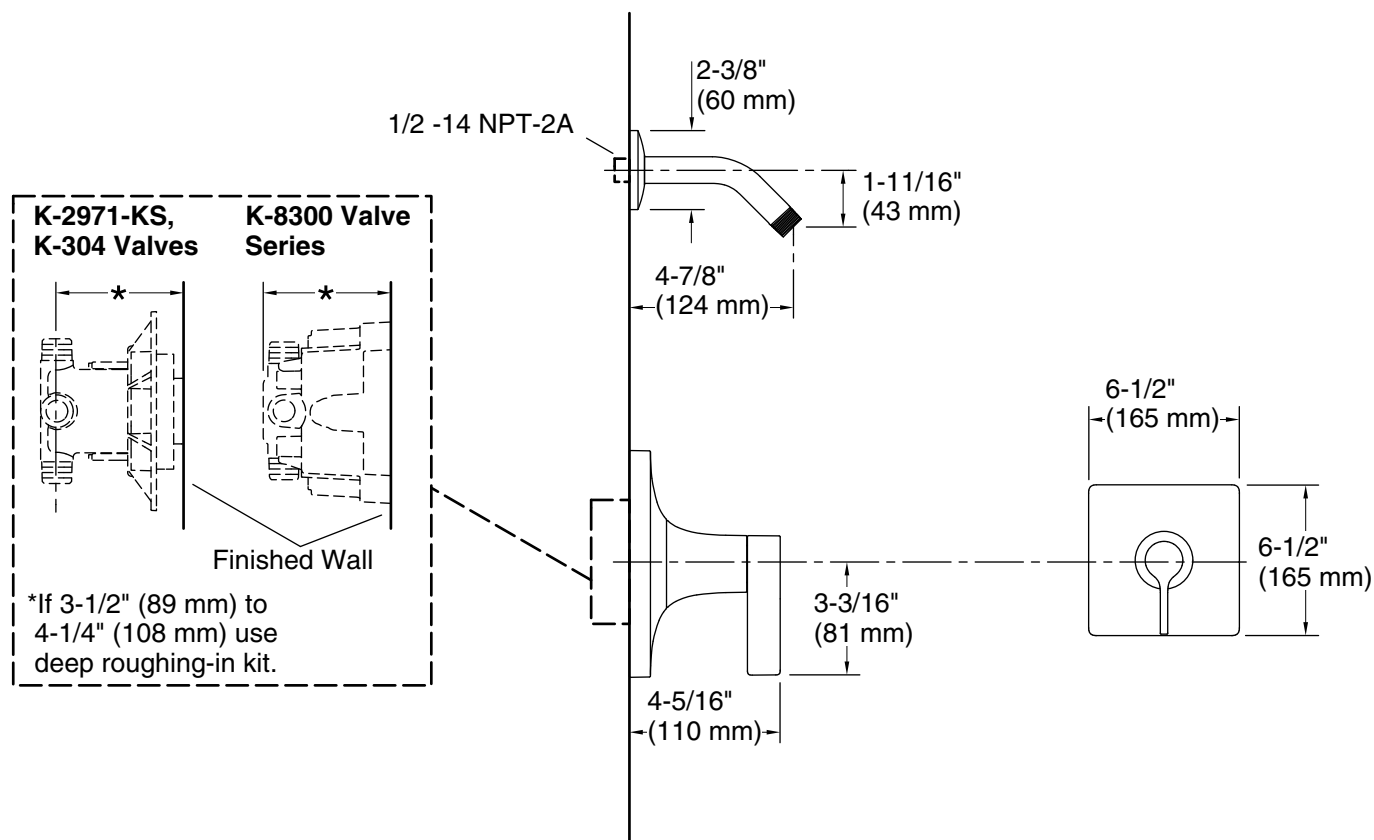 2-3/8"
(60 mm)
1/2 -14 NPT-2A
1-11/16"
(43 mm)
4-7/8"
(124 mm)
K-2971-KS,
K-304 Valves
K-8300 Valve
Series
*
*
Finished Wall
*If 3-1/2" (89 mm) to
4-1/4" (108 mm) use
deep roughing-in kit.
3-3/16"
(81 mm)
4-5/16"
(110 mm)
6-1/2"
(165 mm)
6-1/2"
(165 mm)